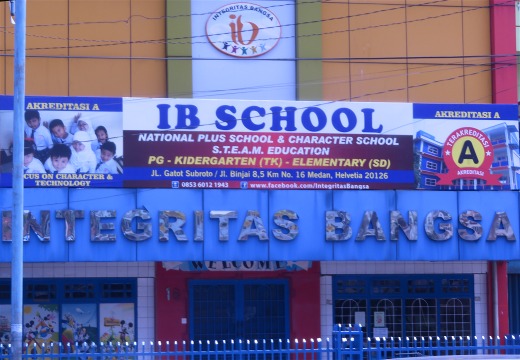 INTEGRITAS BANGSA
ib
AKREDITASI A
FOCUS ON CHARACTER &
TECHNOLOGY
IB SCHOOL
NATIONAL PLUS SCHOOL & CHARACTER SCHOOL
S.T.E.A.M. EDUCATION
PG - KIDERGARTEN (TK) - ELEMENTARY (SD)
JL. Gatot Subroto / JL. Binjai 8,5 Km No. 16 Medan, Helvetia 20126
0853 6012 1943 www.facebook.com/IntegritasBangsa
AKREDITASI A
TERAKREDITASI
A
AKREDITASI
INTEGRITAS BANGSA
WELCOME